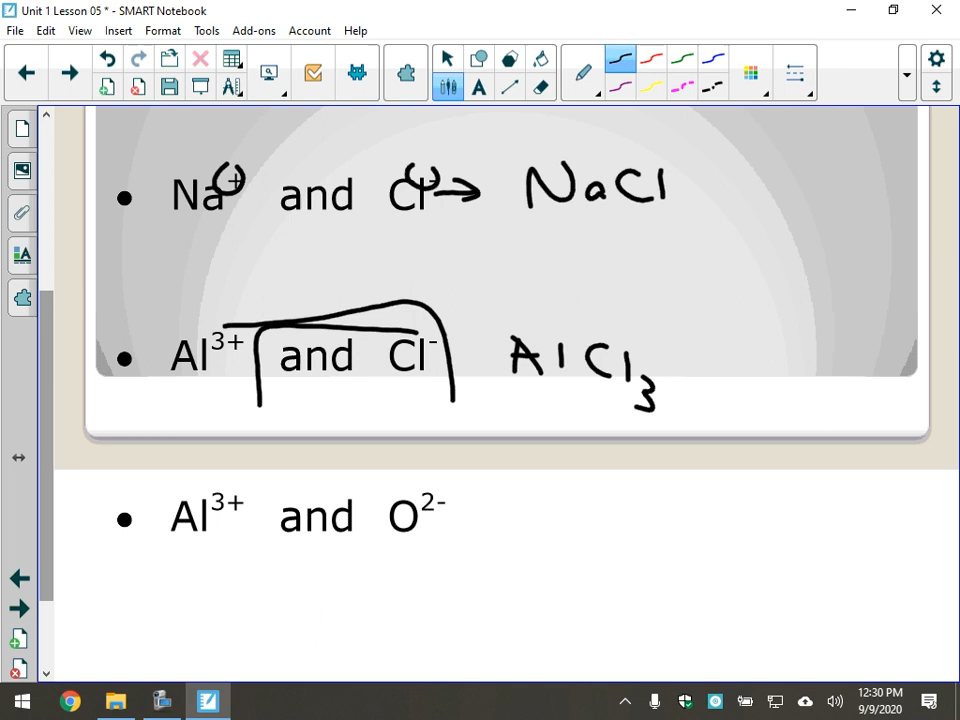 Unit 1 Lesson 05 * - SMART Notebook
File Edit View Insert Format Tools Add-ons Account Help
• Na⁺ and Cl⁻ → NaCl
• Al³⁺ and Cl⁻ AlCl₃
• Al³⁺ and O²⁻
12:30 PM
9/9/2020